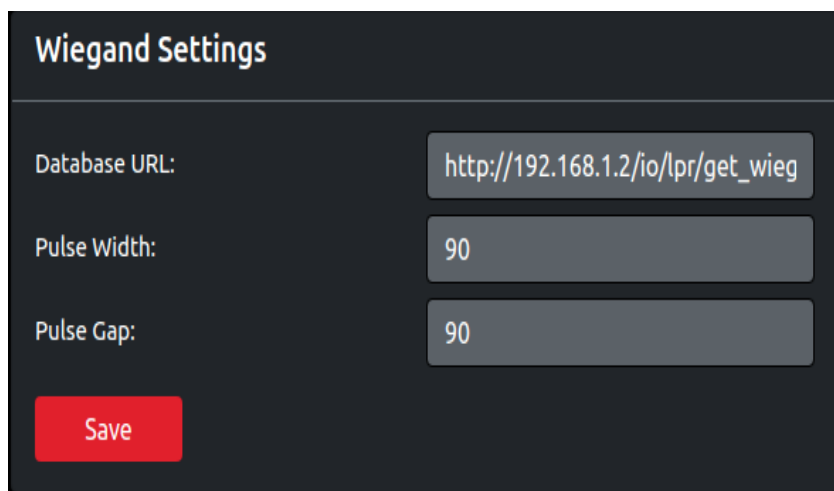 Wiegand Settings
Database URL: http://192.168.1.2/io/lpr/get_wieg
Pulse Width: 90
Pulse Gap: 90
Save